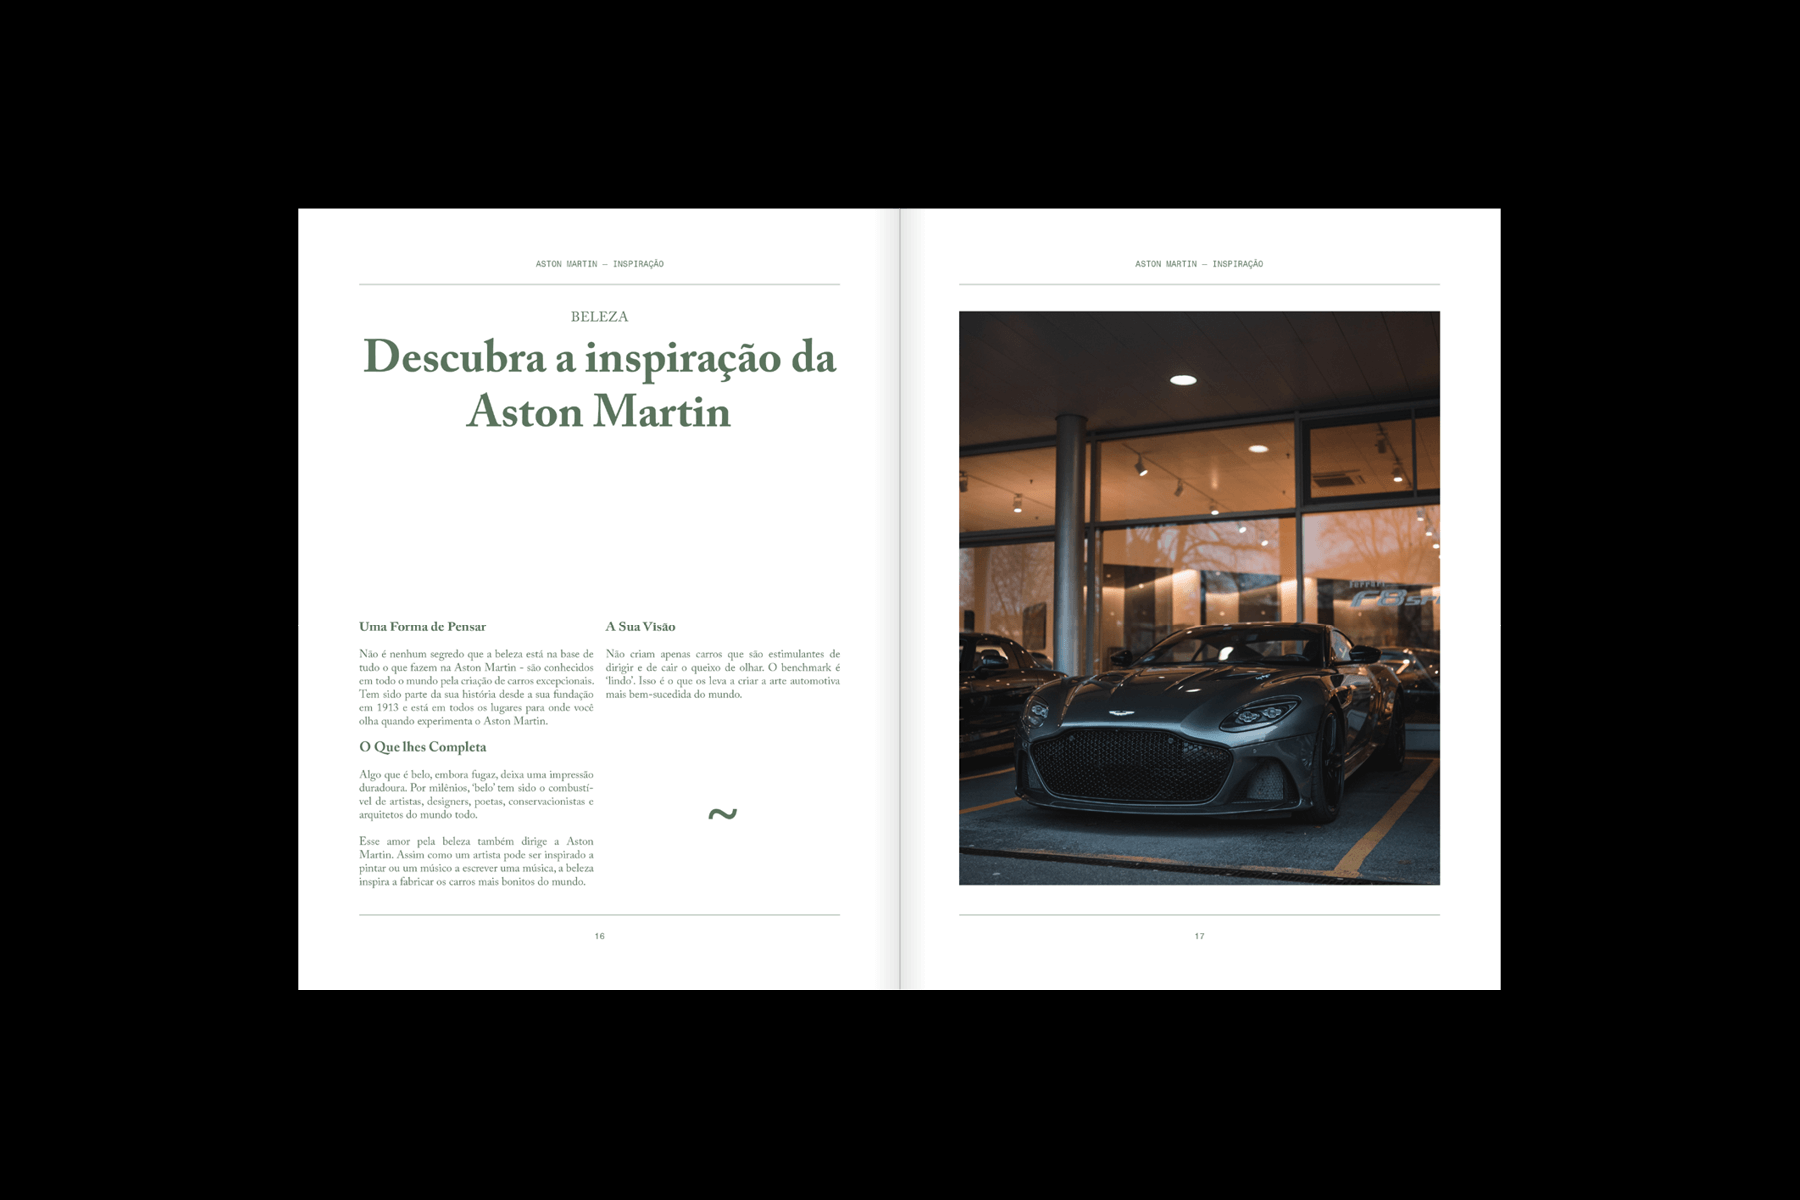 ASTON MARTIN — INSPIRAÇÃO
BELEZA
Descubra a inspiração da
Aston Martin
Uma Forma de Pensar
Não é nenhum segredo que a beleza está na base de
tudo o que fazem na Aston Martin - são conhecidos
em todo o mundo pela criação de carros excepcionais.
Tem sido parte da sua história desde a sua fundação
em 1913 e está em todos os lugares para onde você
olha quando experimenta o Aston Martin.
O Que lhes Completa
Algo que é belo, embora fugaz, deixa uma impressão
duradoura. Por milênios, ‘belo’ tem sido o combustí-
vel de artistas, designers, poetas, conservacionistas e
arquitetos do mundo todo.
Esse amor pela beleza também dirige a Aston
Martin. Assim como um artista pode ser inspirado a
pintar ou um músico a escrever uma música, a beleza
inspira a fabricar os carros mais bonitos do mundo.
A Sua Visão
Não criam apenas carros que são estimulantes de
dirigir e de cair o queixo de olhar. O benchmark é
‘lindo’. Isso é o que os leva a criar a arte automotiva
mais bem-sucedida do mundo.
~
16
ASTON MARTIN — INSPIRAÇÃO
Ferrari
F8
17